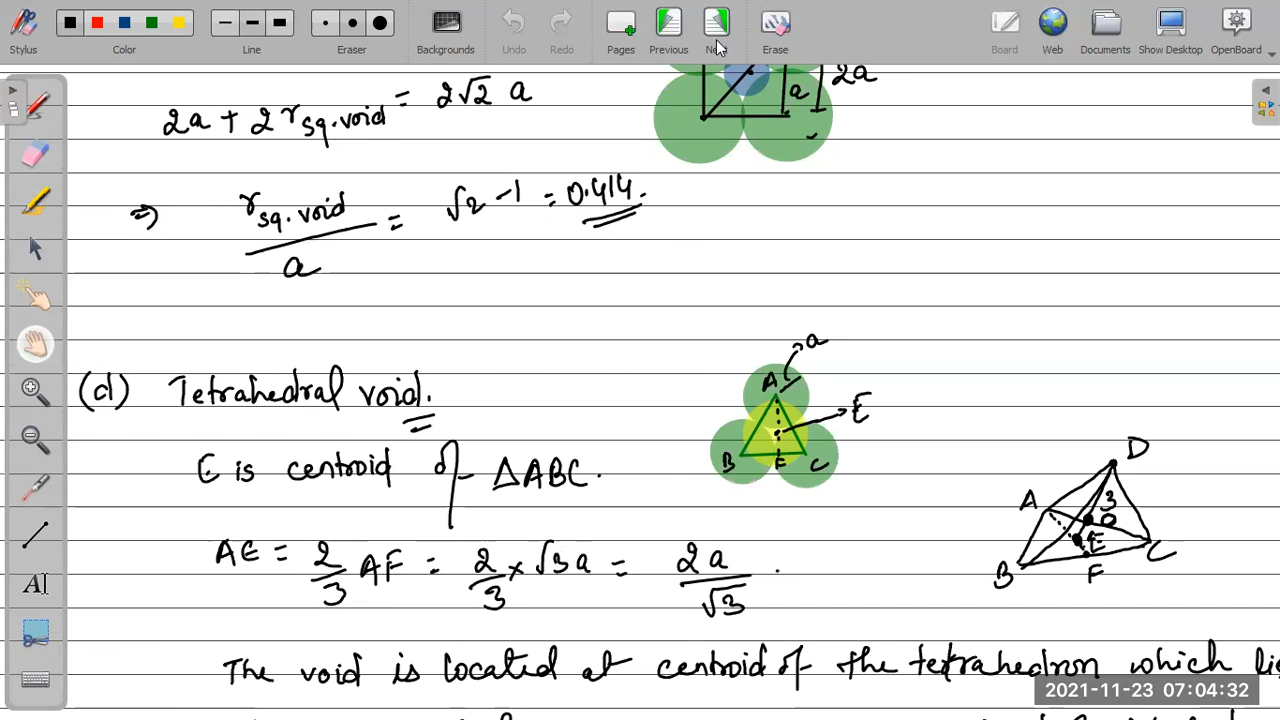 Stylus Color Line Eraser Backgrounds Undo Redo Pages Previous Erase Board Web Documents Show Desktop OpenBoard
2a + 2 r sq.void = 2√2 a
a 2a
⇒ r sq.void / a = √2 - 1 = 0.414.
a
(d) Tetrahedral void.
A E
B F C
E is centroid of ΔABC.
D
A 3 O
E C
B F
AE = 2/3 AF = 2/3 × √3a = 2a/√3 .
The void is located at centroid of the tetrahedron which
2021-11-23 07:04:32